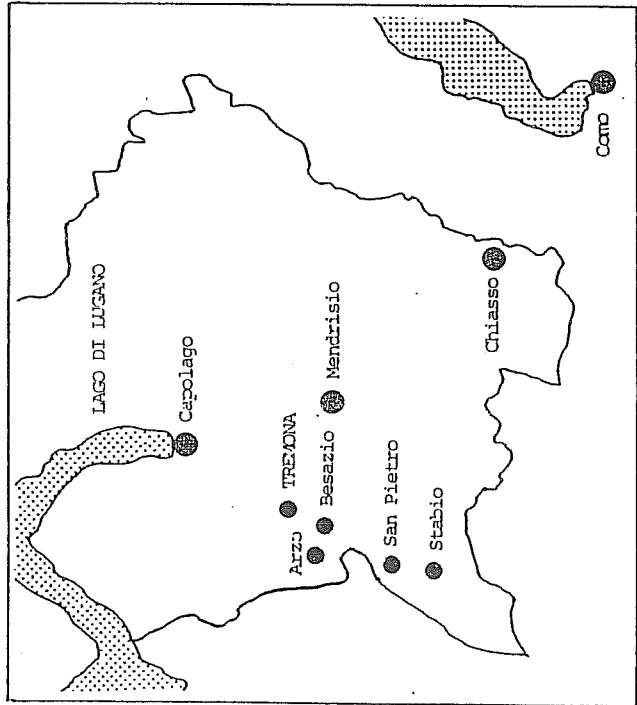 LAGO DI LUGANO
Capolago
TREMONA
Arzo
Besazio
Mendrisio
San Pietro
Stabio
Chiasso
Como